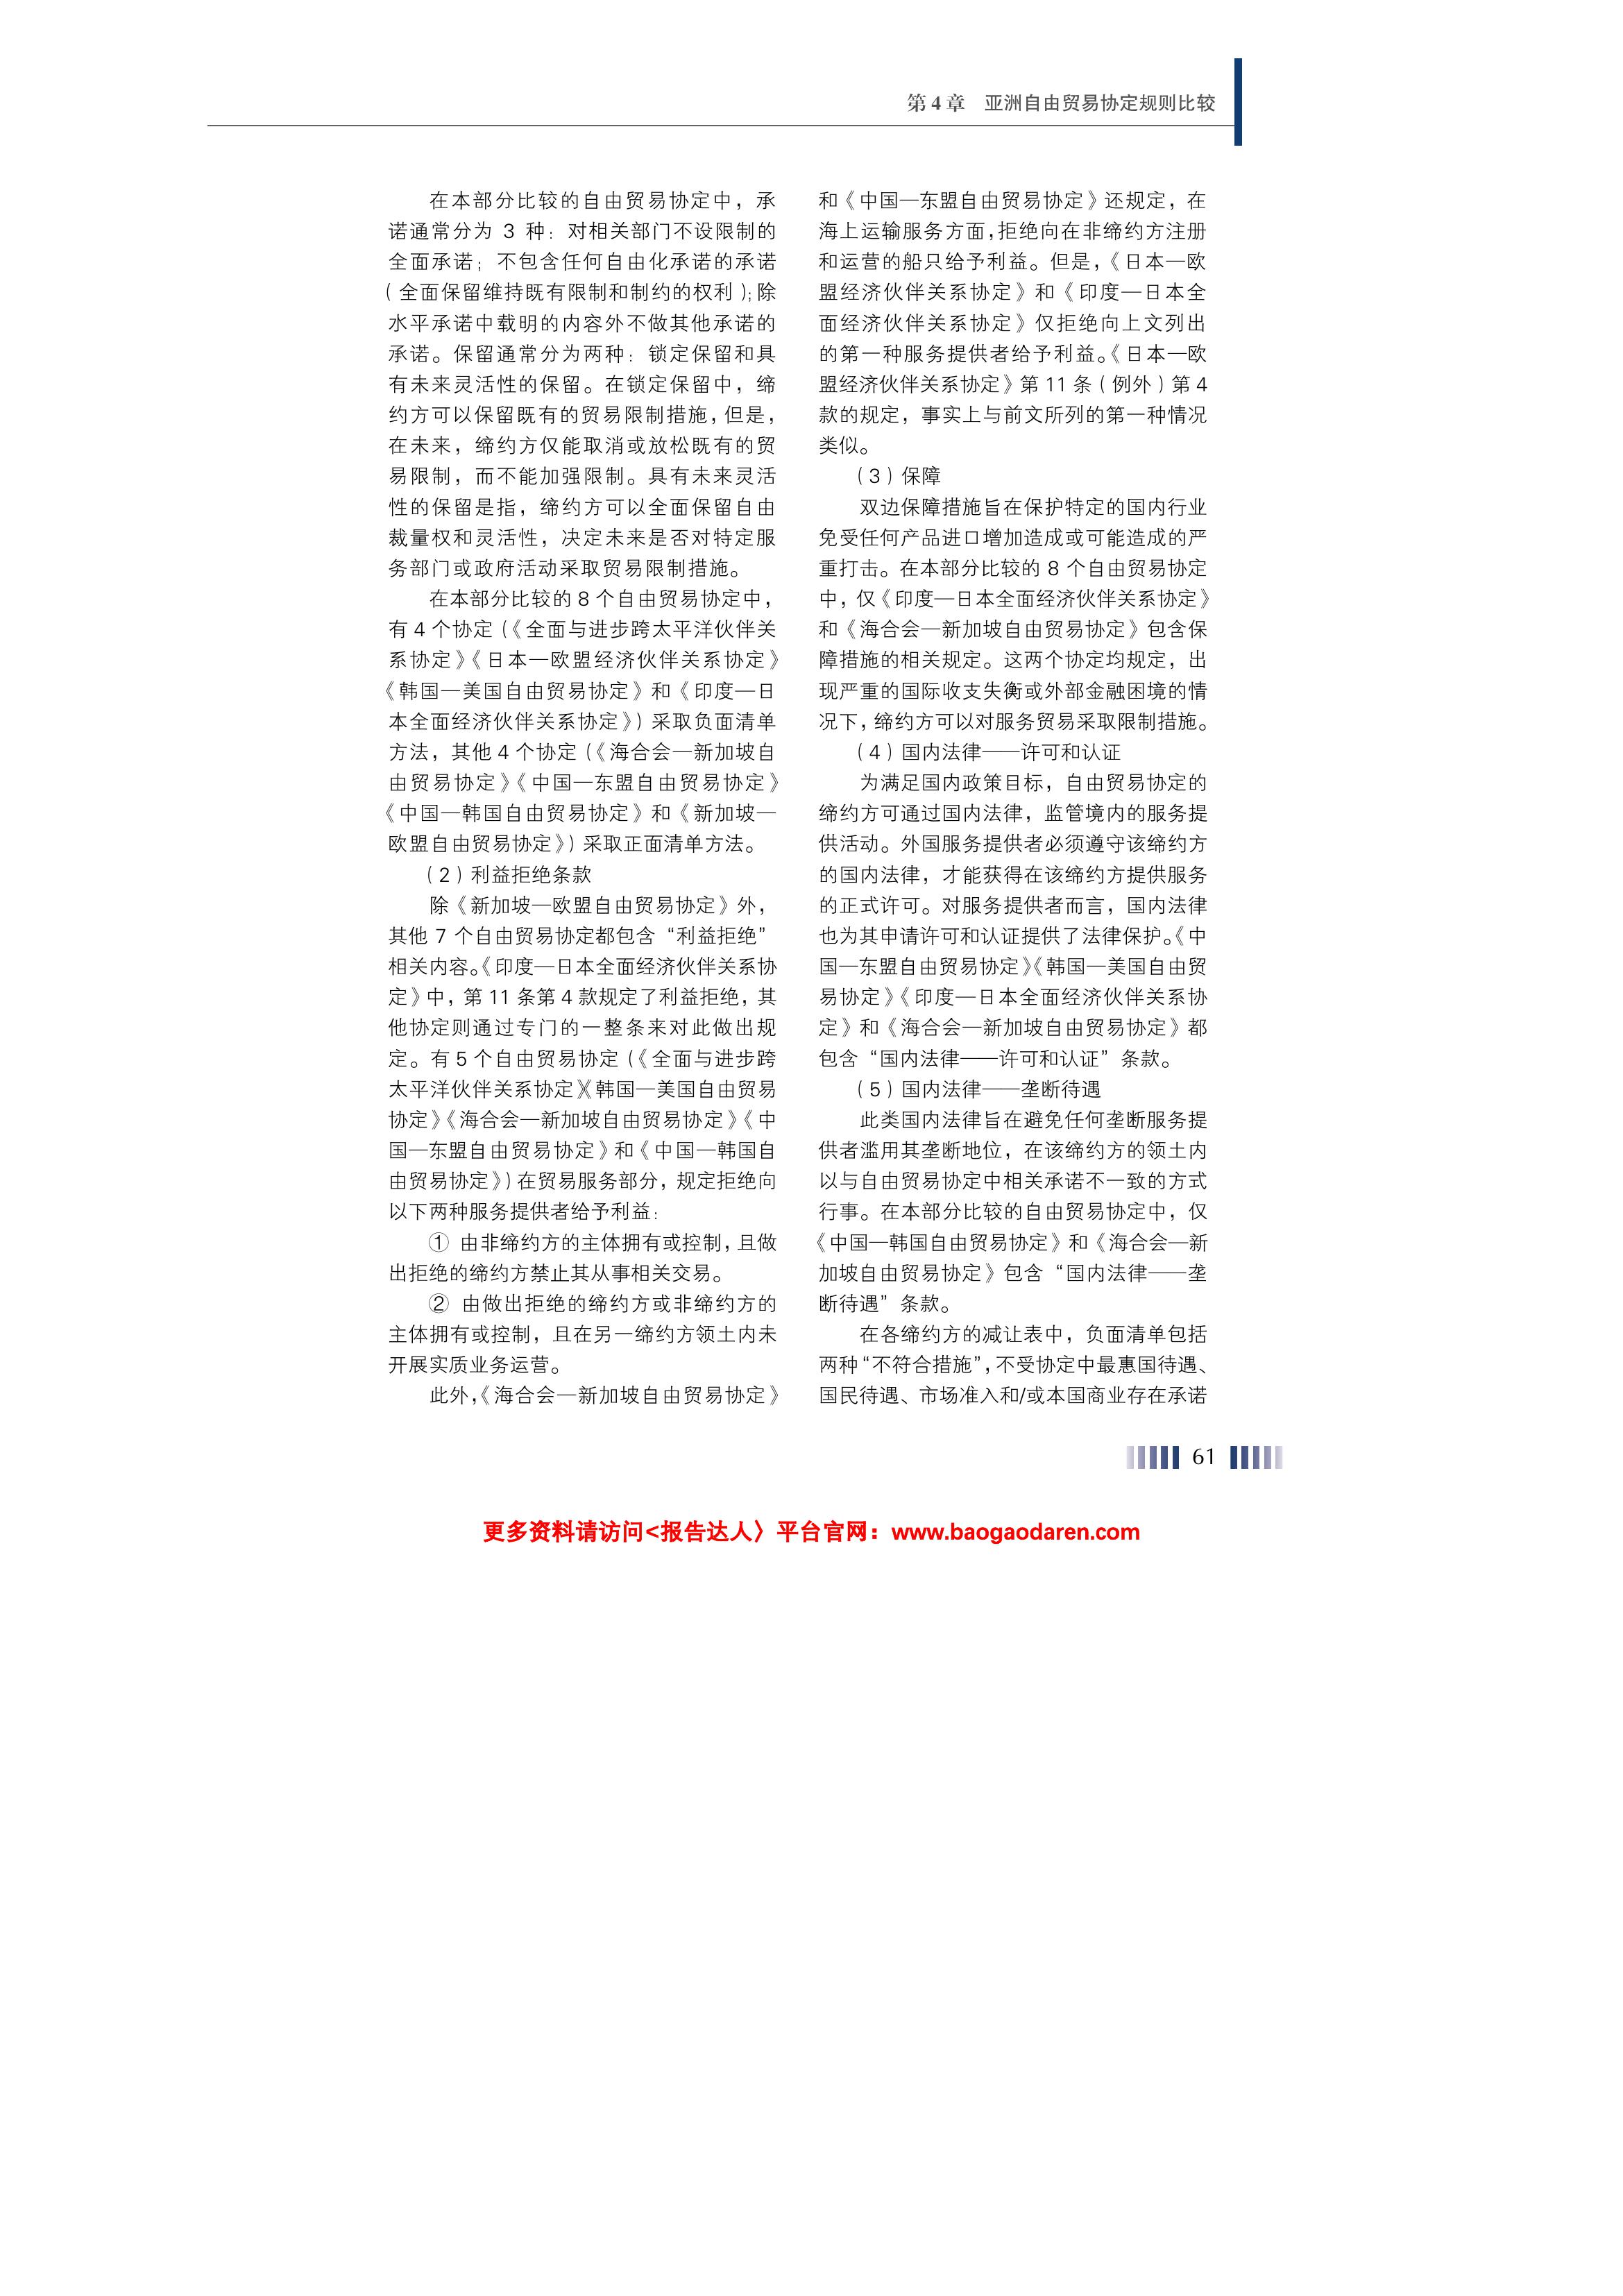 第 4 章　亚洲自由贸易协定规则比较
在本部分比较的自由贸易协定中，承
诺通常分为 3 种：对相关部门不设限制的
全面承诺；不包含任何自由化承诺的承诺
（全面保留维持既有限制和制约的权利）；除
水平承诺中载明的内容外不做其他承诺的
承诺。保留通常分为两种：锁定保留和具
有未来灵活性的保留。在锁定保留中，缔
约方可以保留既有的贸易限制措施，但是，
在未来，缔约方仅能取消或放松既有的贸
易限制，而不能加强限制。具有未来灵活
性的保留是指，缔约方可以全面保留自由
裁量权和灵活性，决定未来是否对特定服
务部门或政府活动采取贸易限制措施。
在本部分比较的 8 个自由贸易协定中，
有 4 个协定（《全面与进步跨太平洋伙伴关
系协定》《日本—欧盟经济伙伴关系协定》
《韩国—美国自由贸易协定》和《印度—日
本全面经济伙伴关系协定》）采取负面清单
方法，其他 4 个协定（《海合会—新加坡自
由贸易协定》《中国—东盟自由贸易协定》
《中国—韩国自由贸易协定》和《新加坡—
欧盟自由贸易协定》）采取正面清单方法。
（2）利益拒绝条款
除《新加坡—欧盟自由贸易协定》外，
其他 7 个自由贸易协定都包含“利益拒绝”
相关内容。《印度—日本全面经济伙伴关系协
定》中，第 11 条第 4 款规定了利益拒绝，其
他协定则通过专门的一整条来对此做出规
定。有 5 个自由贸易协定（《全面与进步跨
太平洋伙伴关系协定》《韩国—美国自由贸易
协定》《海合会—新加坡自由贸易协定》《中
国—东盟自由贸易协定》和《中国—韩国自
由贸易协定》）在贸易服务部分，规定拒绝向
以下两种服务提供者给予利益：
① 由非缔约方的主体拥有或控制，且做
出拒绝的缔约方禁止其从事相关交易。
② 由做出拒绝的缔约方或非缔约方的
主体拥有或控制，且在另一缔约方领土内未
开展实质业务运营。
此外，《海合会—新加坡自由贸易协定》
和《中国—东盟自由贸易协定》还规定，在
海上运输服务方面，拒绝向在非缔约方注册
和运营的船只给予利益。但是，《日本—欧
盟经济伙伴关系协定》和《印度—日本全
面经济伙伴关系协定》仅拒绝向上文列出
的第一种服务提供者给予利益。《日本—欧
盟经济伙伴关系协定》第 11 条（例外）第 4
款的规定，事实上与前文所列的第一种情况
类似。
（3）保障
双边保障措施旨在保护特定的国内行业
免受任何产品进口增加造成或可能造成的严
重打击。在本部分比较的 8 个自由贸易协定
中，仅《印度—日本全面经济伙伴关系协定》
和《海合会—新加坡自由贸易协定》包含保
障措施的相关规定。这两个协定均规定，出
现严重的国际收支失衡或外部金融困境的情
况下，缔约方可以对服务贸易采取限制措施。
（4）国内法律——许可和认证
为满足国内政策目标，自由贸易协定的
缔约方可通过国内法律，监管境内的服务提
供活动。外国服务提供者必须遵守该缔约方
的国内法律，才能获得在该缔约方提供服务
的正式许可。对服务提供者而言，国内法律
也为其申请许可和认证提供了法律保护。《中
国—东盟自由贸易协定》《韩国—美国自由贸
易协定》《印度—日本全面经济伙伴关系协
定》和《海合会—新加坡自由贸易协定》都
包含“国内法律——许可和认证”条款。
（5）国内法律——垄断待遇
此类国内法律旨在避免任何垄断服务提
供者滥用其垄断地位，在该缔约方的领土内
以与自由贸易协定中相关承诺不一致的方式
行事。在本部分比较的自由贸易协定中，仅
《中国—韩国自由贸易协定》和《海合会—新
加坡自由贸易协定》包含“国内法律——垄
断待遇”条款。
在各缔约方的减让表中，负面清单包括
两种“不符合措施”，不受协定中最惠国待遇、
国民待遇、市场准入和/或本国商业存在承诺
61
更多资料请访问<报告达人〉平台官网：www.baogaodaren.com